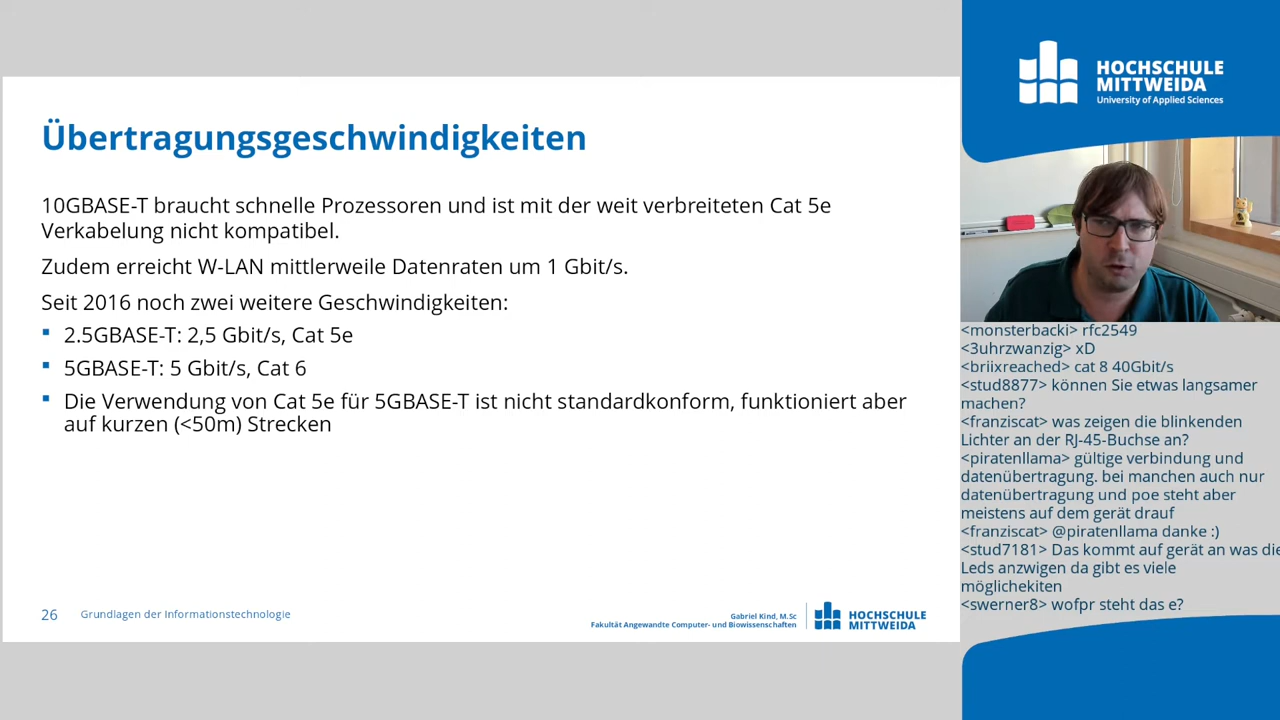 Übertragungsgeschwindigkeiten
10GBASE-T braucht schnelle Prozessoren und ist mit der weit verbreiteten Cat 5e
Verkabelung nicht kompatibel.
Zudem erreicht W-LAN mittlerweile Datenraten um 1 Gbit/s.
Seit 2016 noch zwei weitere Geschwindigkeiten:
2.5GBASE-T: 2,5 Gbit/s, Cat 5e
5GBASE-T: 5 Gbit/s, Cat 6
Die Verwendung von Cat 5e für 5GBASE-T ist nicht standardkonform, funktioniert aber
auf kurzen (<50m) Strecken
26 Grundlagen der Informationstechnologie
Gabriel Kind, M.Sc
Fakultät Angewandte Computer- und Biowissenschaften
HOCHSCHULE
MITTWEIDA
HOCHSCHULE
MITTWEIDA
University of Applied Sciences
<monsterbacki> rfc2549
<3uhrzwanzig> xD
<briixreached> cat 8 40Gbit/s
<stud8877> können Sie etwas langsamer
machen?
<franziscat> was zeigen die blinkenden
Lichter an der RJ-45-Buchse an?
<piratenllama> gültige verbindung und
datenübertragung. bei manchen auch nur
datenübertragung und poe steht aber
meistens auf dem gerät drauf
<franziscat> @piratenllama danke :)
<stud7181> Das kommt auf gerät an was die
Leds anzwigen da gibt es viele
möglichekiten
<swerner8> wofpr steht das e?